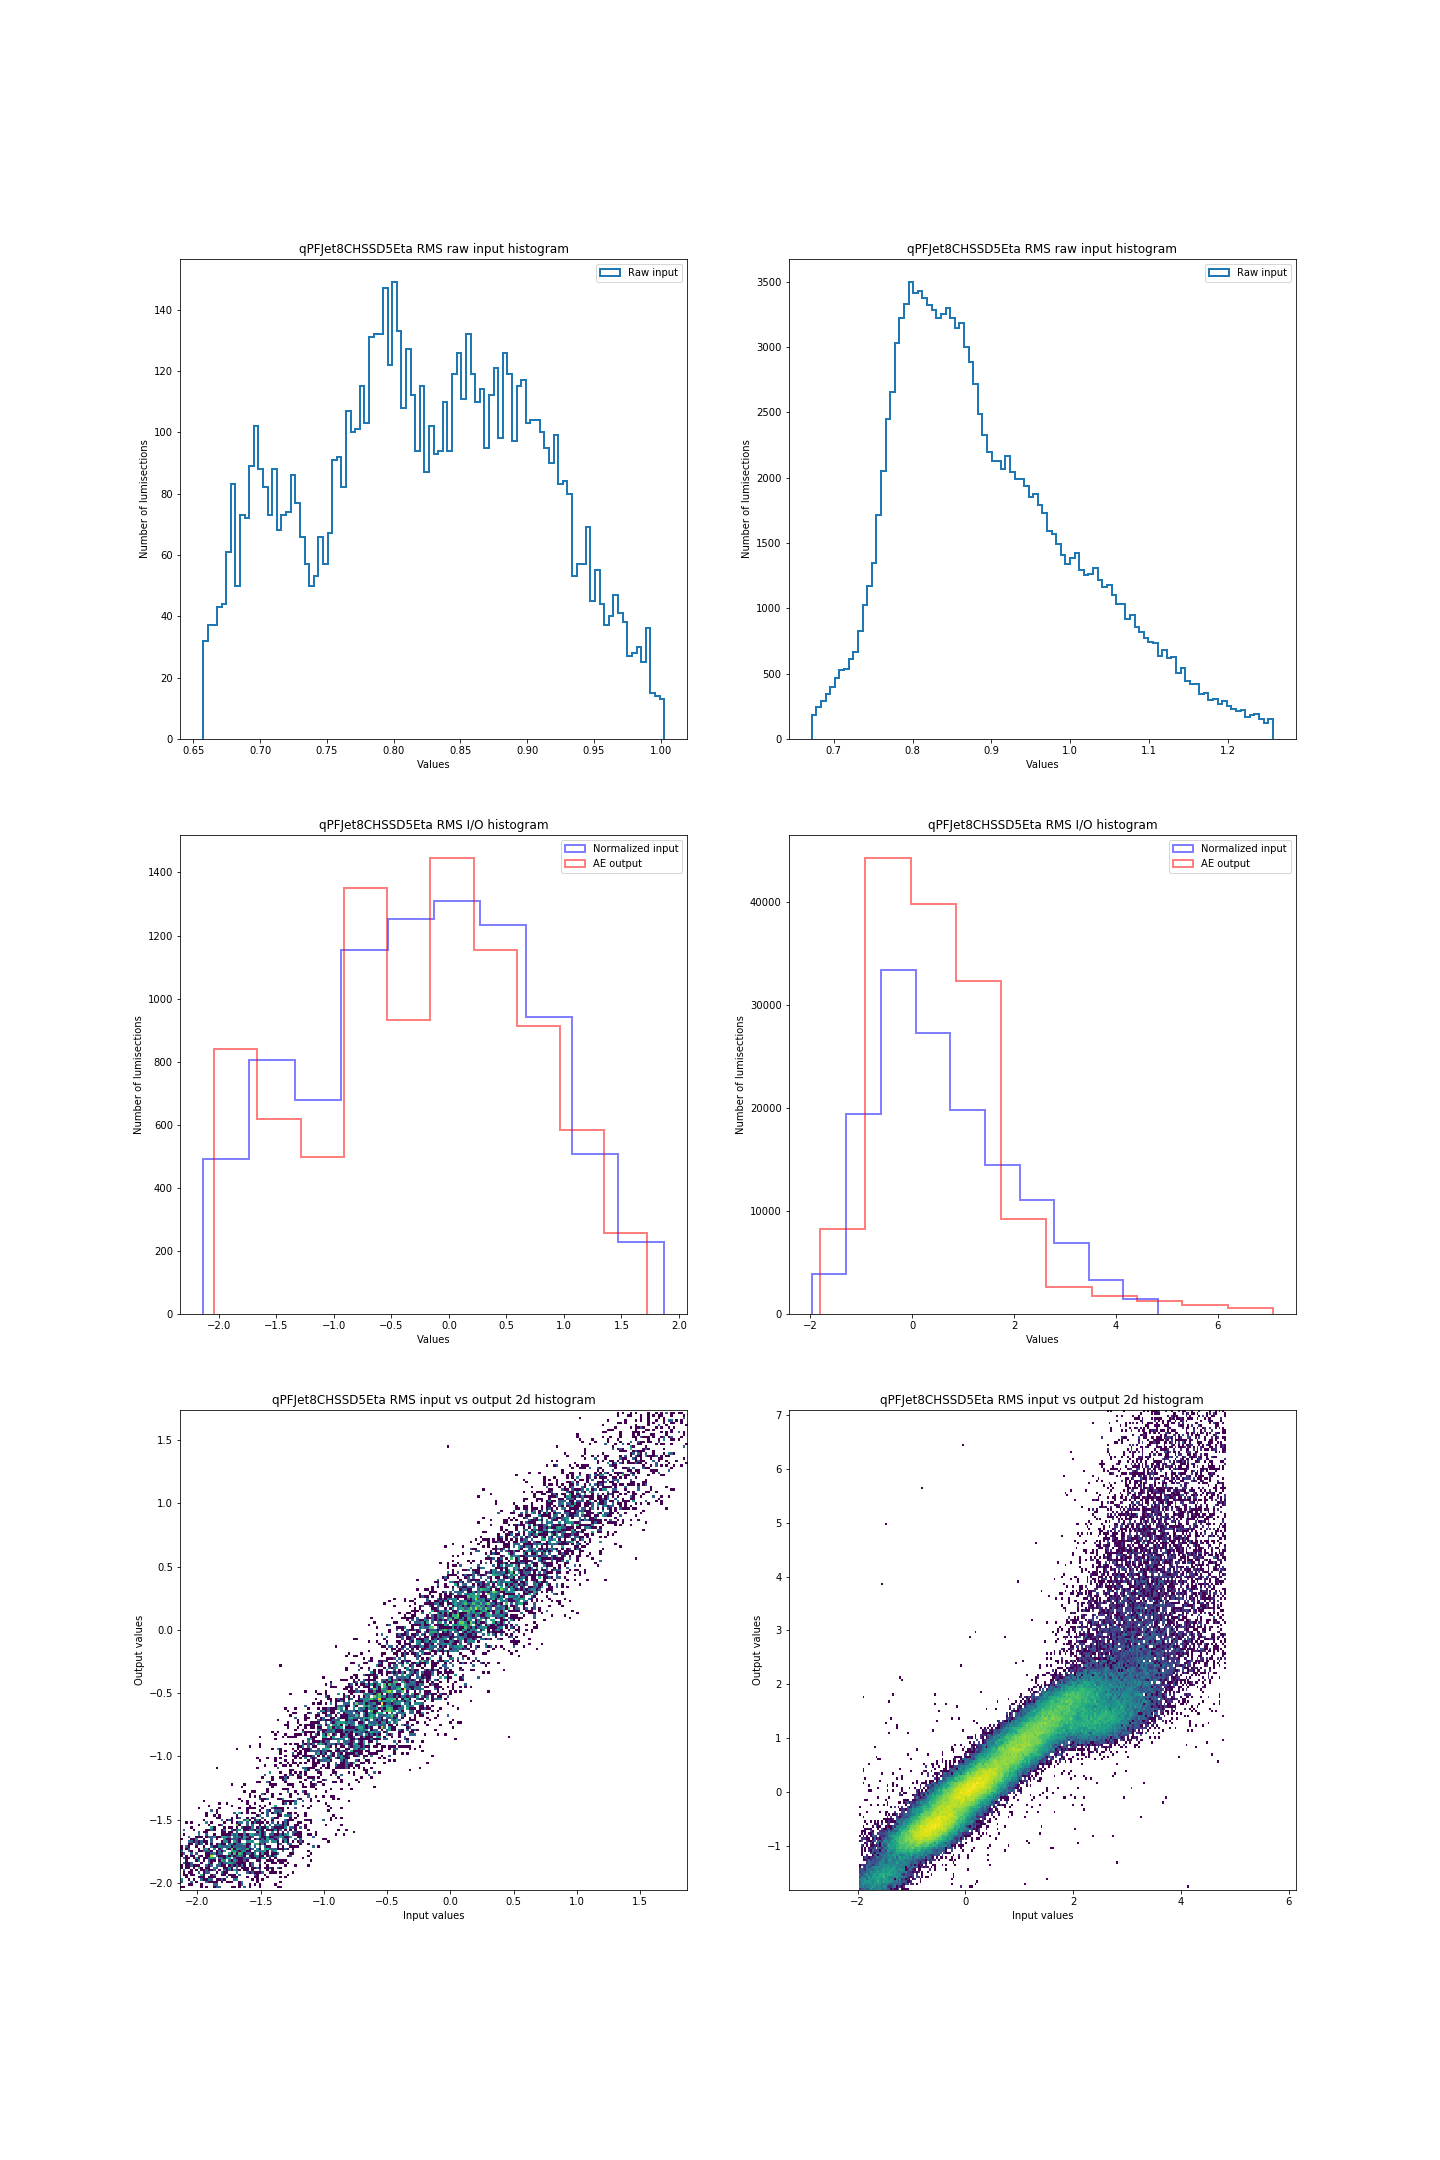 qPFJet8CHSSD5Eta RMS raw input histogram
Raw input
Number of lumisections
140
120
100
80
60
40
20
0
0.65 0.70 0.75 0.80 0.85 0.90 0.95 1.00
Values
qPFJet8CHSSD5Eta RMS raw input histogram
Raw input
Number of lumisections
3500
3000
2500
2000
1500
1000
500
0
0.7 0.8 0.9 1.0 1.1 1.2
Values
qPFJet8CHSSD5Eta RMS I/O histogram
Normalized input
AE output
Number of lumisections
1400
1200
1000
800
600
400
200
0
−2.0 −1.5 −1.0 −0.5 0.0 0.5 1.0 1.5 2.0
Values
qPFJet8CHSSD5Eta RMS I/O histogram
Normalized input
AE output
Number of lumisections
40000
30000
20000
10000
0
−2 0 2 4 6
Values
qPFJet8CHSSD5Eta RMS input vs output 2d histogram
Output values
1.5
1.0
0.5
0.0
−0.5
−1.0
−1.5
−2.0
−2.0 −1.5 −1.0 −0.5 0.0 0.5 1.0 1.5
Input values
qPFJet8CHSSD5Eta RMS input vs output 2d histogram
Output values
7
6
5
4
3
2
1
0
−1
−2 0 2 4 6
Input values